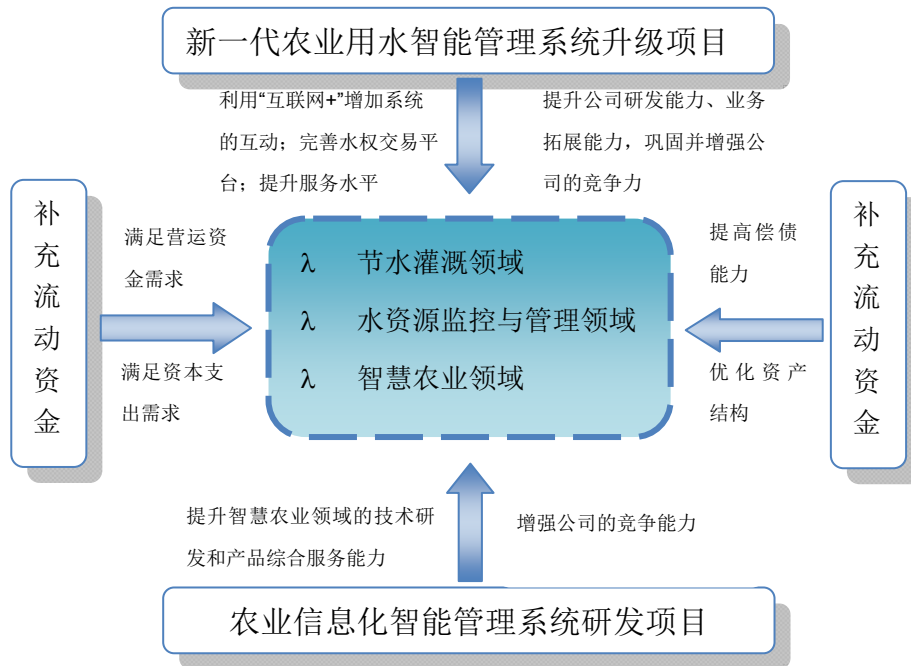 新一代农业用水智能管理系统升级项目
利用“互联网+”增加系统
的互动；完善水权交易平
台；提升服务水平
提升公司研发能力、业务
拓展能力，巩固并增强公
司的竞争力
补
充
流
动
资
金
满足营运资
金需求
满足资本支
出需求
λ 节水灌溉领域
λ 水资源监控与管理领域
λ 智慧农业领域
提高偿债
能力
优化资产
结构
补
充
流
动
资
金
提升智慧农业领域的技术研
发和产品综合服务能力
增强公司的竞争能力
农业信息化智能管理系统研发项目